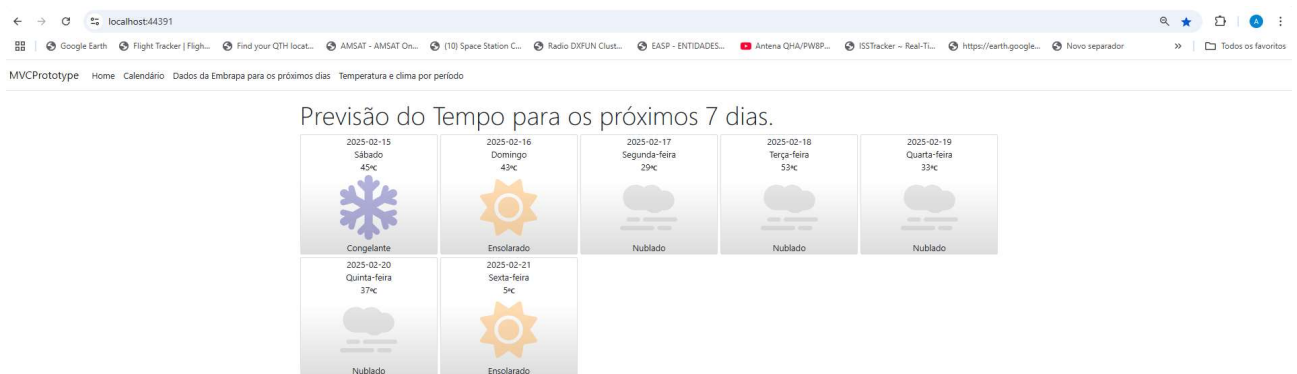 localhost:44391
Google Earth Flight Tracker | Fligh... Find your QTH locat... AMSAT - AMSAT On... (10) Space Station C... Radio DXFUN Clust... EASP - ENTIDADES... Antena QHA/PW8P... ISSTracker – Real-Ti... https://earth.google... Novo separador » Todos os favoritos
MVCPrototype Home Calendário Dados da Embrapa para os próximos dias Temperatura e clima por período
Previsão do Tempo para os próximos 7 dias.
2025-02-15 2025-02-16 2025-02-17 2025-02-18 2025-02-19
Sábado Domingo Segunda-feira Terça-feira Quarta-feira
45ºc 43ºc 29ºc 53ºc 33ºc
Congelante Ensolarado Nublado Nublado Nublado
2025-02-20 2025-02-21
Quinta-feira Sexta-feira
37ºc 5ºc
Nublado Ensolarado